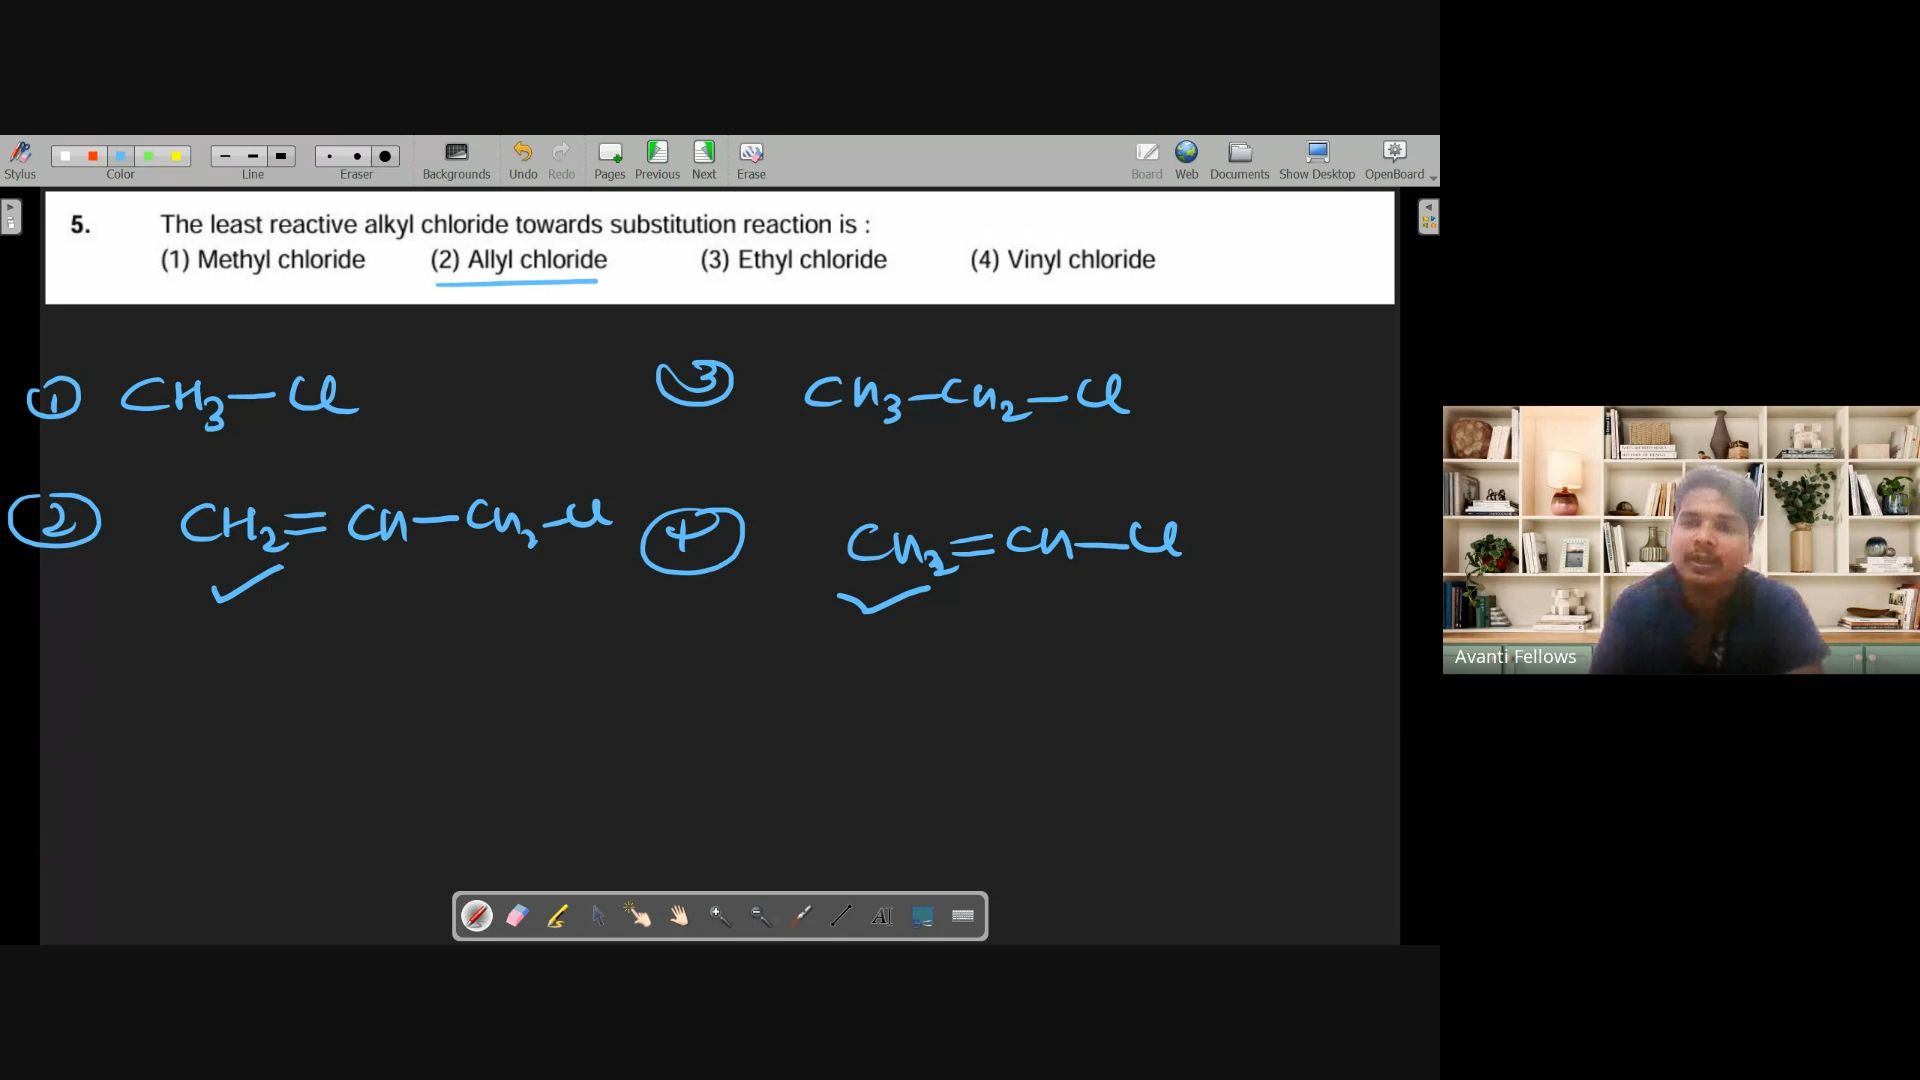 Stylus Color Line Eraser Backgrounds Undo Redo Pages Previous Next Erase Board Web Documents Show Desktop OpenBoard
5. The least reactive alkyl chloride towards substitution reaction is :
(1) Methyl chloride (2) Allyl chloride (3) Ethyl chloride (4) Vinyl chloride
① CH3—Cl ③ CH3—CH2—Cl
② CH2=CH—CH2—Cl ④ CH2=CH—Cl
Avanti Fellows